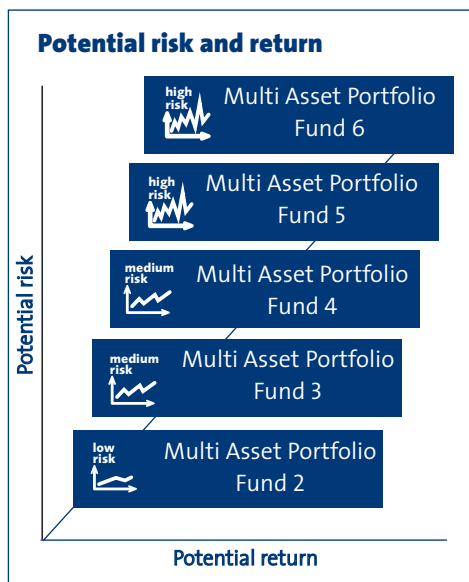 Potential risk and return
high
risk
Multi Asset Portfolio
Fund 6
high
risk
Multi Asset Portfolio
Fund 5
medium
risk
Multi Asset Portfolio
Fund 4
medium
risk
Multi Asset Portfolio
Fund 3
low
risk
Multi Asset Portfolio
Fund 2
Potential risk
Potential return